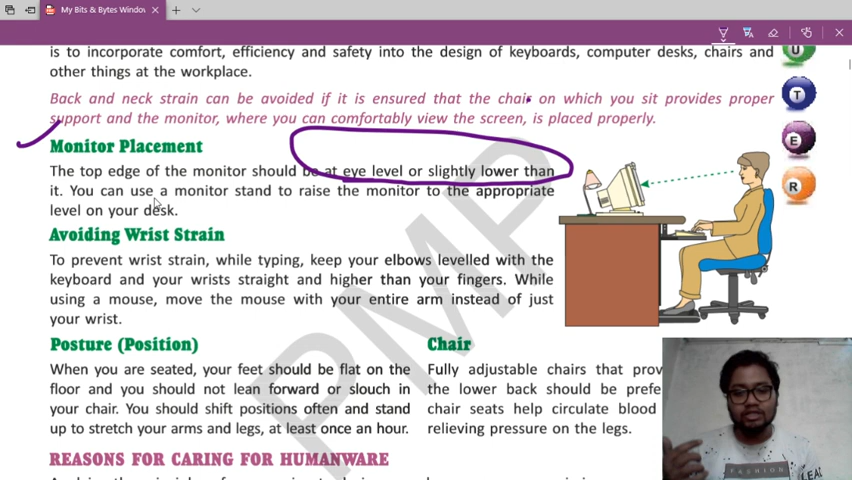 My Bits & Bytes Window
is to incorporate comfort, efficiency and safety into the design of keyboards, computer desks, chairs and
other things at the workplace.
Back and neck strain can be avoided if it is ensured that the chair on which you sit provides proper
support and the monitor, where you can comfortably view the screen, is placed properly.
Monitor Placement
The top edge of the monitor should be at eye level or slightly lower than
it. You can use a monitor stand to raise the monitor to the appropriate
level on your desk.
Avoiding Wrist Strain
To prevent wrist strain, while typing, keep your elbows levelled with the
keyboard and your wrists straight and higher than your fingers. While
using a mouse, move the mouse with your entire arm instead of just
your wrist.
Posture (Position)
When you are seated, your feet should be flat on the
floor and you should not lean forward or slouch in
your chair. You should shift positions often and stand
up to stretch your arms and legs, at least once an hour.
Chair
Fully adjustable chairs that prov
the lower back should be prefe
chair seats help circulate blood
relieving pressure on the legs.
REASONS FOR CARING FOR HUMANWARE
U
T
E
R
PMP
FASHION